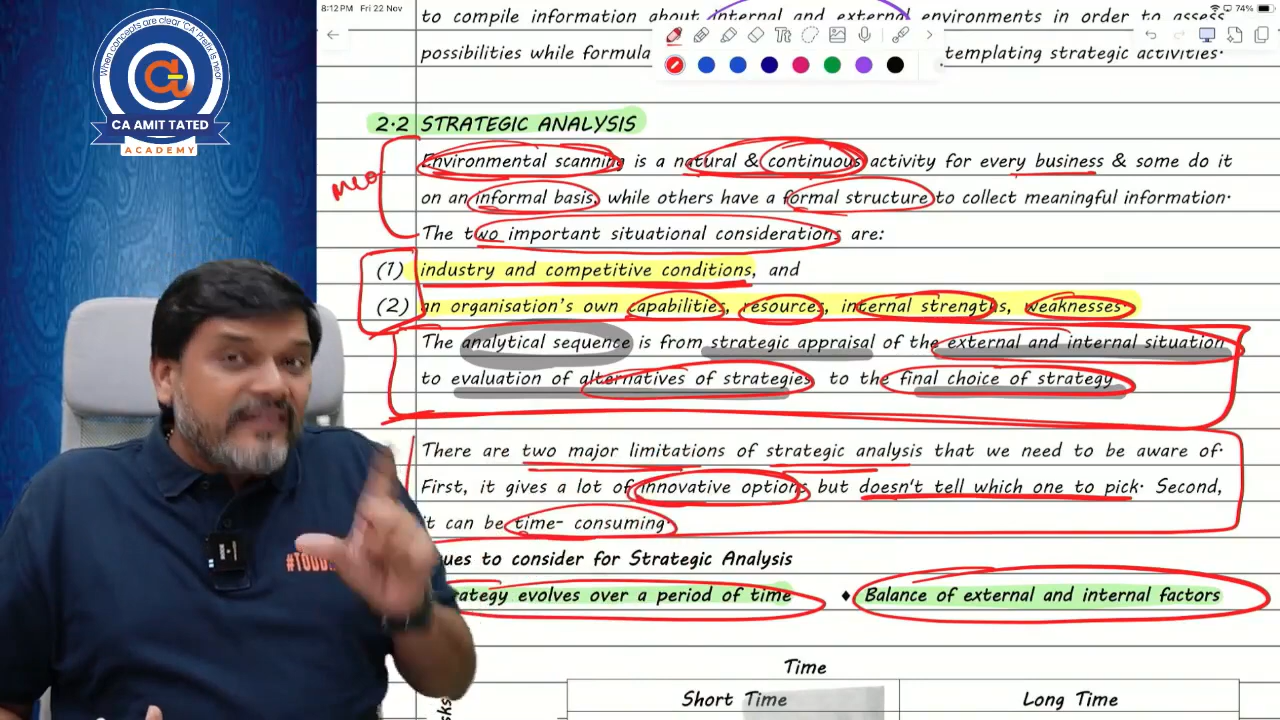 8:12 PM Fri 22 Nov
74%
When concepts are clear 'CA' Prefix is near
CA AMIT TATED
ACADEMY
to compile information about internal and external environments in order to assess
possibilities while formula templating strategic activities.
2.2 STRATEGIC ANALYSIS
Environmental scanning is a natural & continuous activity for every business & some do it
on an informal basis, while others have a formal structure to collect meaningful information.
The two important situational considerations are:
(1) industry and competitive conditions, and
(2) an organisation's own capabilities, resources, internal strengths, weaknesses.
The analytical sequence is from strategic appraisal of the external and internal situation
to evaluation of alternatives of strategies to the final choice of strategy
There are two major limitations of strategic analysis that we need to be aware of.
First, it gives a lot of innovative options but doesn't tell which one to pick. Second,
it can be time- consuming.
ues to consider for Strategic Analysis
rategy evolves over a period of time ♦ Balance of external and internal factors
Time
Short Time Long Time